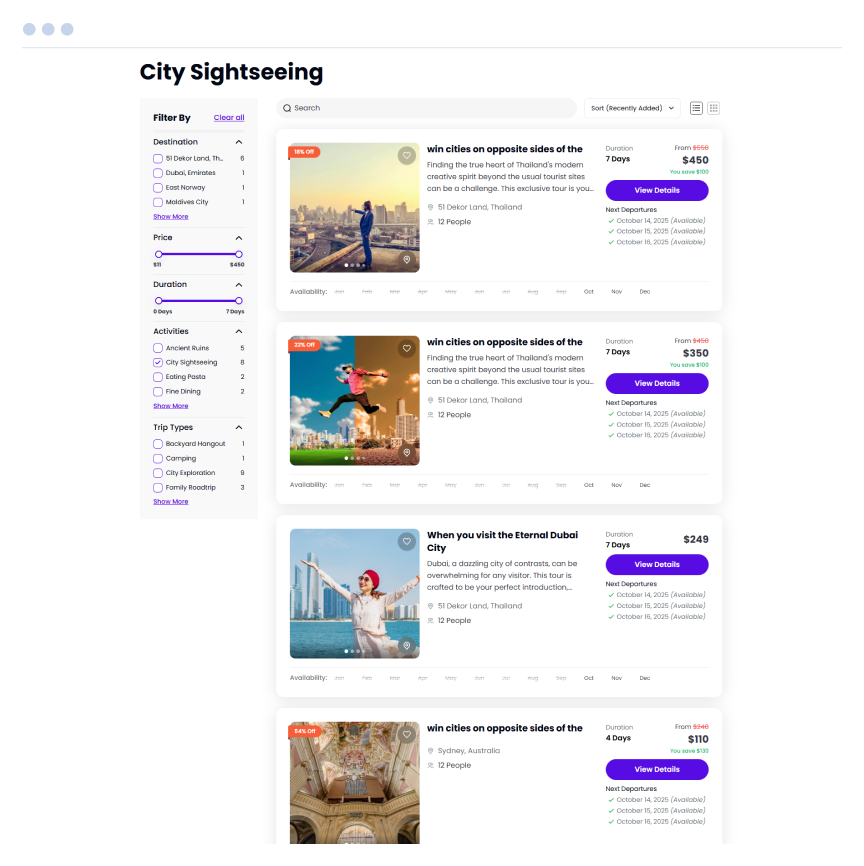 City Sightseeing
Filter By
Clear all
Destination
51 Dekor Land, Th... 6
Dubai, Emirates 1
East Norway 1
Maldives City 1
Show More
Price
$11 $450
Duration
0 Days 7 Days
Activities
Ancient Ruins 5
City Sightseeing 8
Eating Pasta 2
Fine Dining 2
Show More
Trip Types
Backyard Hangout 1
Camping 1
City Exploration 9
Family Roadtrip 3
Show More
Search
Sort (Recently Added)
18% Off
win cities on opposite sides of the
Finding the true heart of Thailand's modern
creative spirit beyond the usual tourist sites
can be a challenge. This exclusive tour is you...
51 Dekor Land, Thailand
12 People
Duration
7 Days
From $550
$450
You save $100
View Details
Next Departures
October 14, 2025 (Available)
October 15, 2025 (Available)
October 16, 2025 (Available)
Availability: Jan Feb Mar Apr May Jun Jul Aug Sep Oct Nov Dec
22% Off
win cities on opposite sides of the
Finding the true heart of Thailand's modern
creative spirit beyond the usual tourist sites
can be a challenge. This exclusive tour is you...
51 Dekor Land, Thailand
12 People
Duration
7 Days
From $450
$350
You save $100
View Details
Next Departures
October 14, 2025 (Available)
October 15, 2025 (Available)
October 16, 2025 (Available)
Availability: Jan Feb Mar Apr May Jun Jul Aug Sep Oct Nov Dec
When you visit the Eternal Dubai
City
Dubai, a dazzling city of contrasts, can be
overwhelming for any visitor. This tour is
crafted to be your perfect introduction,...
51 Dekor Land, Thailand
12 People
Duration
7 Days
$249
View Details
Next Departures
October 14, 2025 (Available)
October 15, 2025 (Available)
October 16, 2025 (Available)
Availability: Jan Feb Mar Apr May Jun Jul Aug Sep Oct Nov Dec
54% Off
win cities on opposite sides of the
Sydney, Australia
12 People
Duration
4 Days
From $240
$110
You save $130
View Details
Next Departures
October 14, 2025 (Available)
October 15, 2025 (Available)
October 16, 2025 (Available)